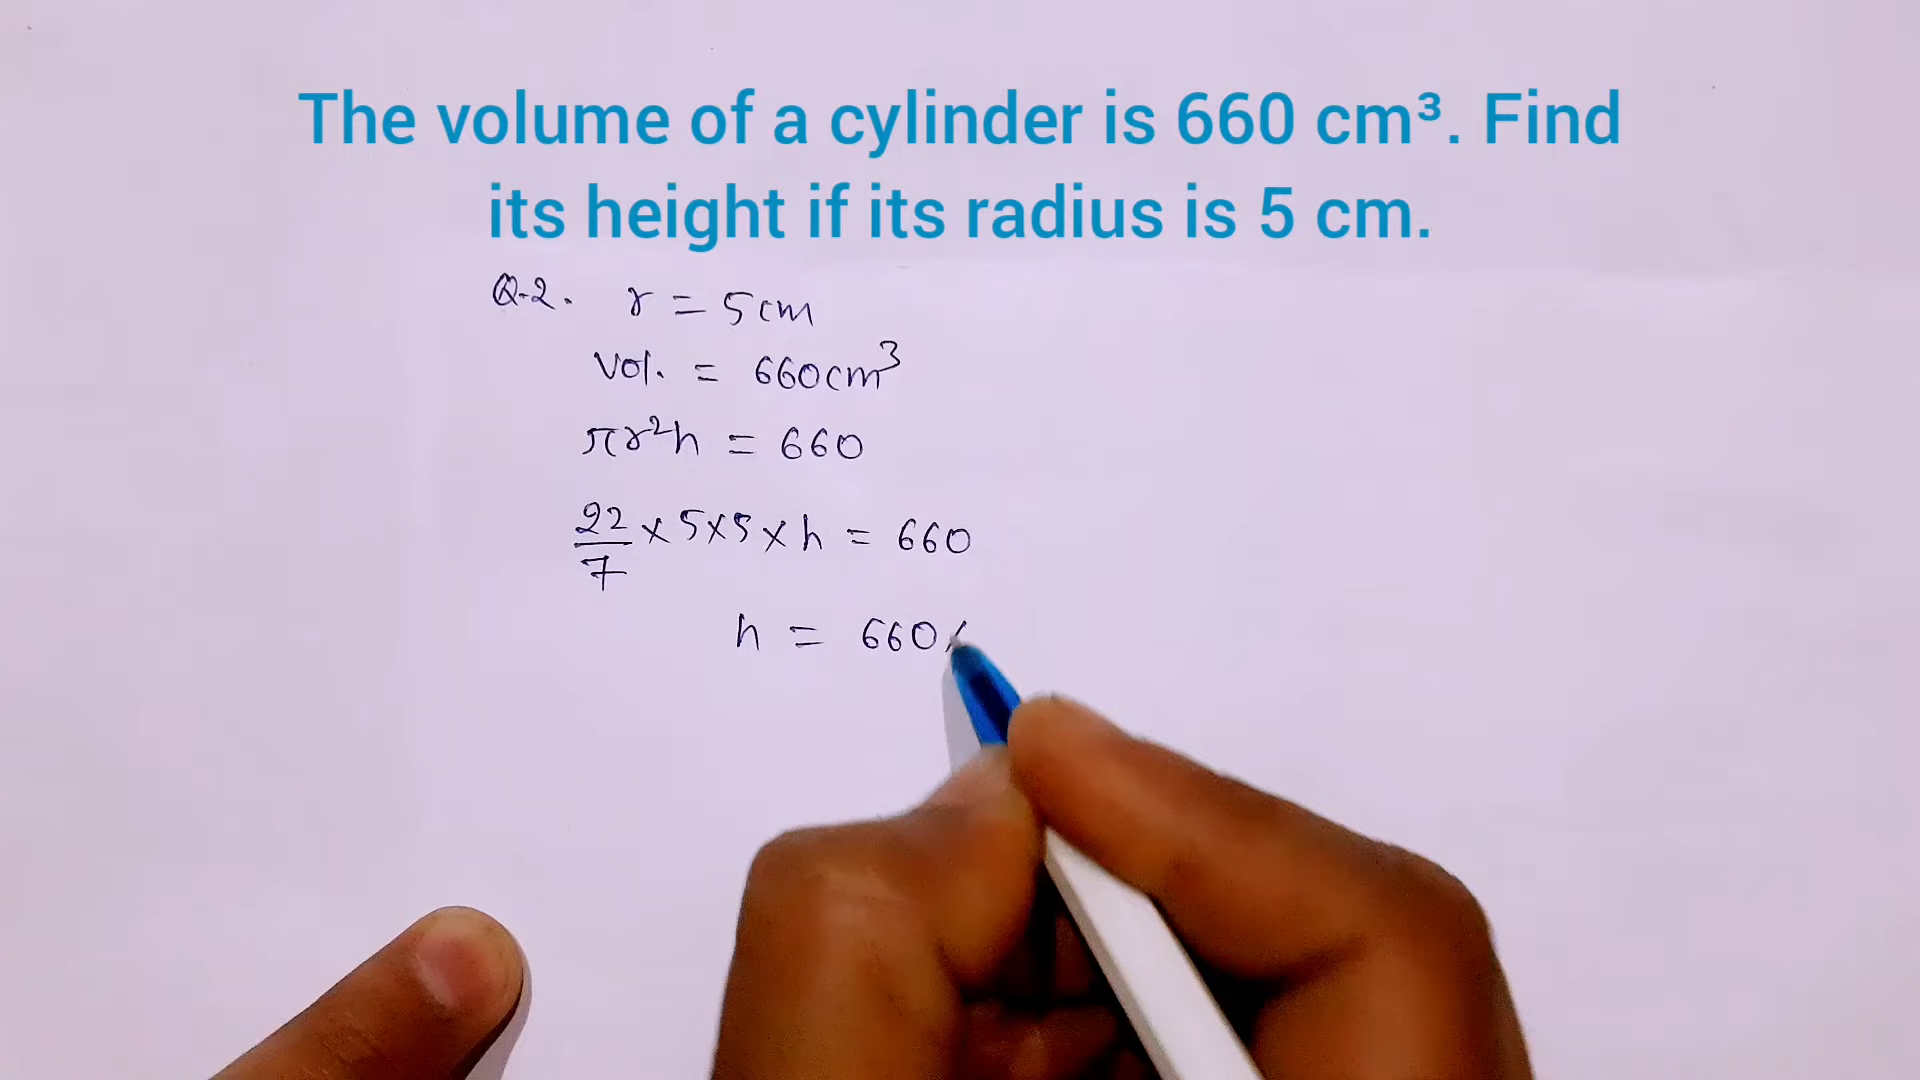 The volume of a cylinder is 660 cm³. Find
its height if its radius is 5 cm.
Q-2. r = 5cm
Vol. = 660cm³
πr²h = 660
22/7 × 5×5×h = 660
h = 660